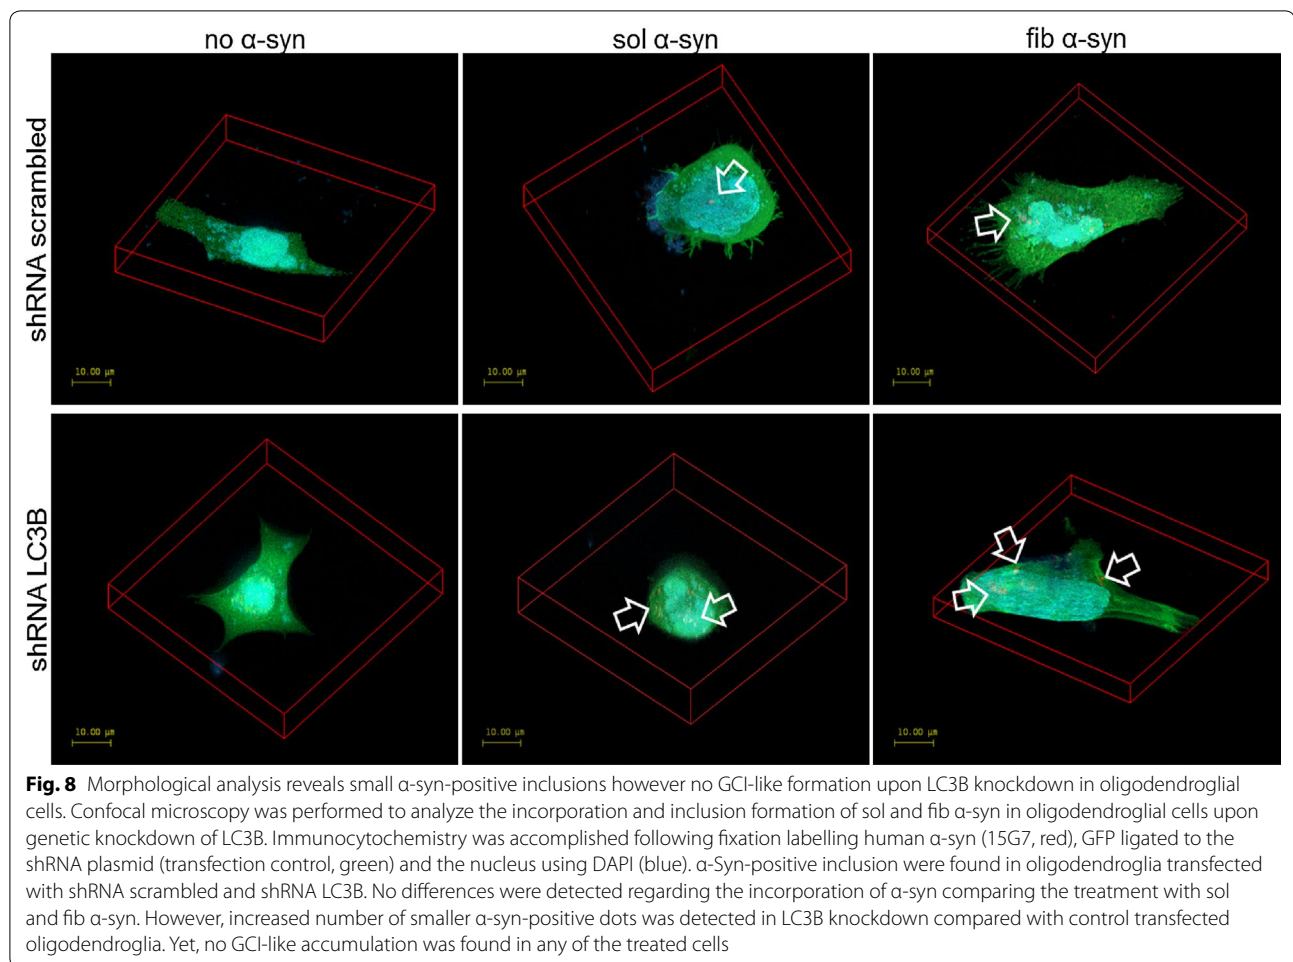 no α-syn sol α-syn fib α-syn
shRNA scrambled
10.00 µm 10.00 µm 10.00 µm
shRNA LC3B
10.00 µm 10.00 µm 10.00 µm
Fig. 8 Morphological analysis reveals small α-syn-positive inclusions however no GCI-like formation upon LC3B knockdown in oligodendroglial
cells. Confocal microscopy was performed to analyze the incorporation and inclusion formation of sol and fib α-syn in oligodendroglial cells upon
genetic knockdown of LC3B. Immunocytochemistry was accomplished following fixation labelling human α-syn (15G7, red), GFP ligated to the
shRNA plasmid (transfection control, green) and the nucleus using DAPI (blue). α-Syn-positive inclusion were found in oligodendroglia transfected
with shRNA scrambled and shRNA LC3B. No differences were detected regarding the incorporation of α-syn comparing the treatment with sol
and fib α-syn. However, increased number of smaller α-syn-positive dots was detected in LC3B knockdown compared with control transfected
oligodendroglia. Yet, no GCI-like accumulation was found in any of the treated cells